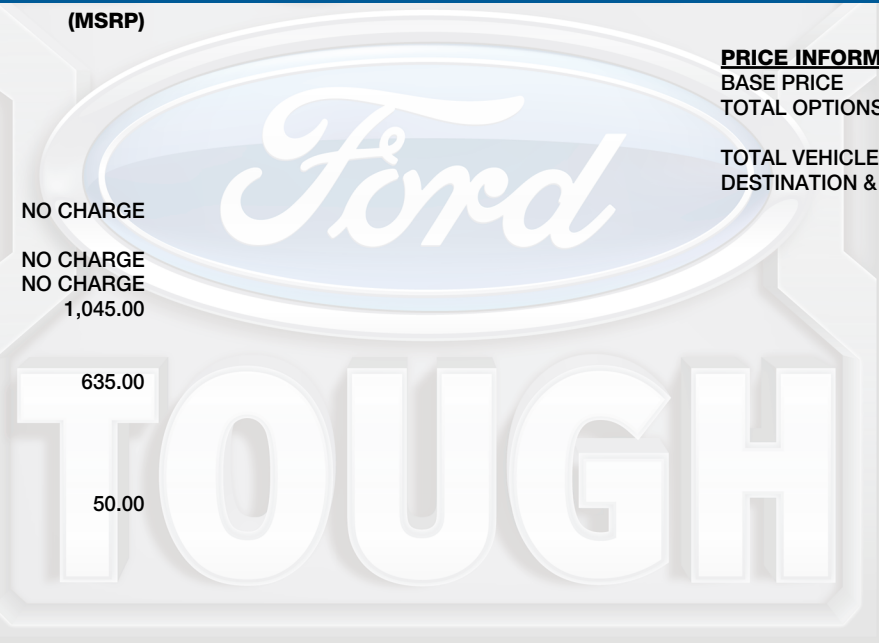 (MSRP)
PRICE INFORM
BASE PRICE
TOTAL OPTIONS
TOTAL VEHICLE
DESTINATION &
NO CHARGE
NO CHARGE
NO CHARGE
1,045.00
635.00
50.00
Ford
TOUGH